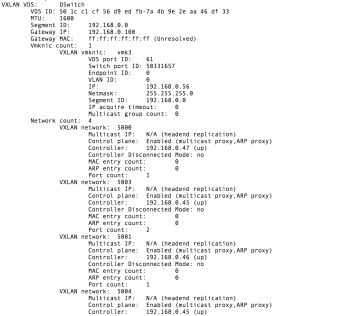 VXLAN VDS: DSwitch
VDS ID: 50 1c c1 cf 56 d9 ed fb-7a 4b 9e 2e aa 46 df 33
MTU: 1600
Segment ID: 192.168.0.0
Gateway IP: 192.168.0.100
Gateway MAC: ff:ff:ff:ff:ff:ff (Unresolved)
Vmknic count: 1
VXLAN vmknic: vmk3
VDS port ID: 61
Switch port ID: 50331657
Endpoint ID: 0
VLAN ID: 0
IP: 192.168.0.56
Netmask: 255.255.255.0
Segment ID: 192.168.0.0
IP acquire timeout: 0
Multicast group count: 0
Network count: 4
VXLAN network: 5000
Multicast IP: N/A (headend replication)
Control plane: Enabled (multicast proxy,ARP proxy)
Controller: 192.168.0.47 (up)
Controller Disconnected Mode: no
MAC entry count: 0
ARP entry count: 0
Port count: 1
VXLAN network: 5003
Multicast IP: N/A (headend replication)
Control plane: Enabled (multicast proxy,ARP proxy)
Controller: 192.168.0.45 (up)
Controller Disconnected Mode: no
MAC entry count: 0
ARP entry count: 0
Port count: 2
VXLAN network: 5001
Multicast IP: N/A (headend replication)
Control plane: Enabled (multicast proxy,ARP proxy)
Controller: 192.168.0.46 (up)
Controller Disconnected Mode: no
MAC entry count: 0
ARP entry count: 0
Port count: 1
VXLAN network: 5004
Multicast IP: N/A (headend replication)
Control plane: Enabled (multicast proxy,ARP proxy)
Controller: 192.168.0.45 (up)